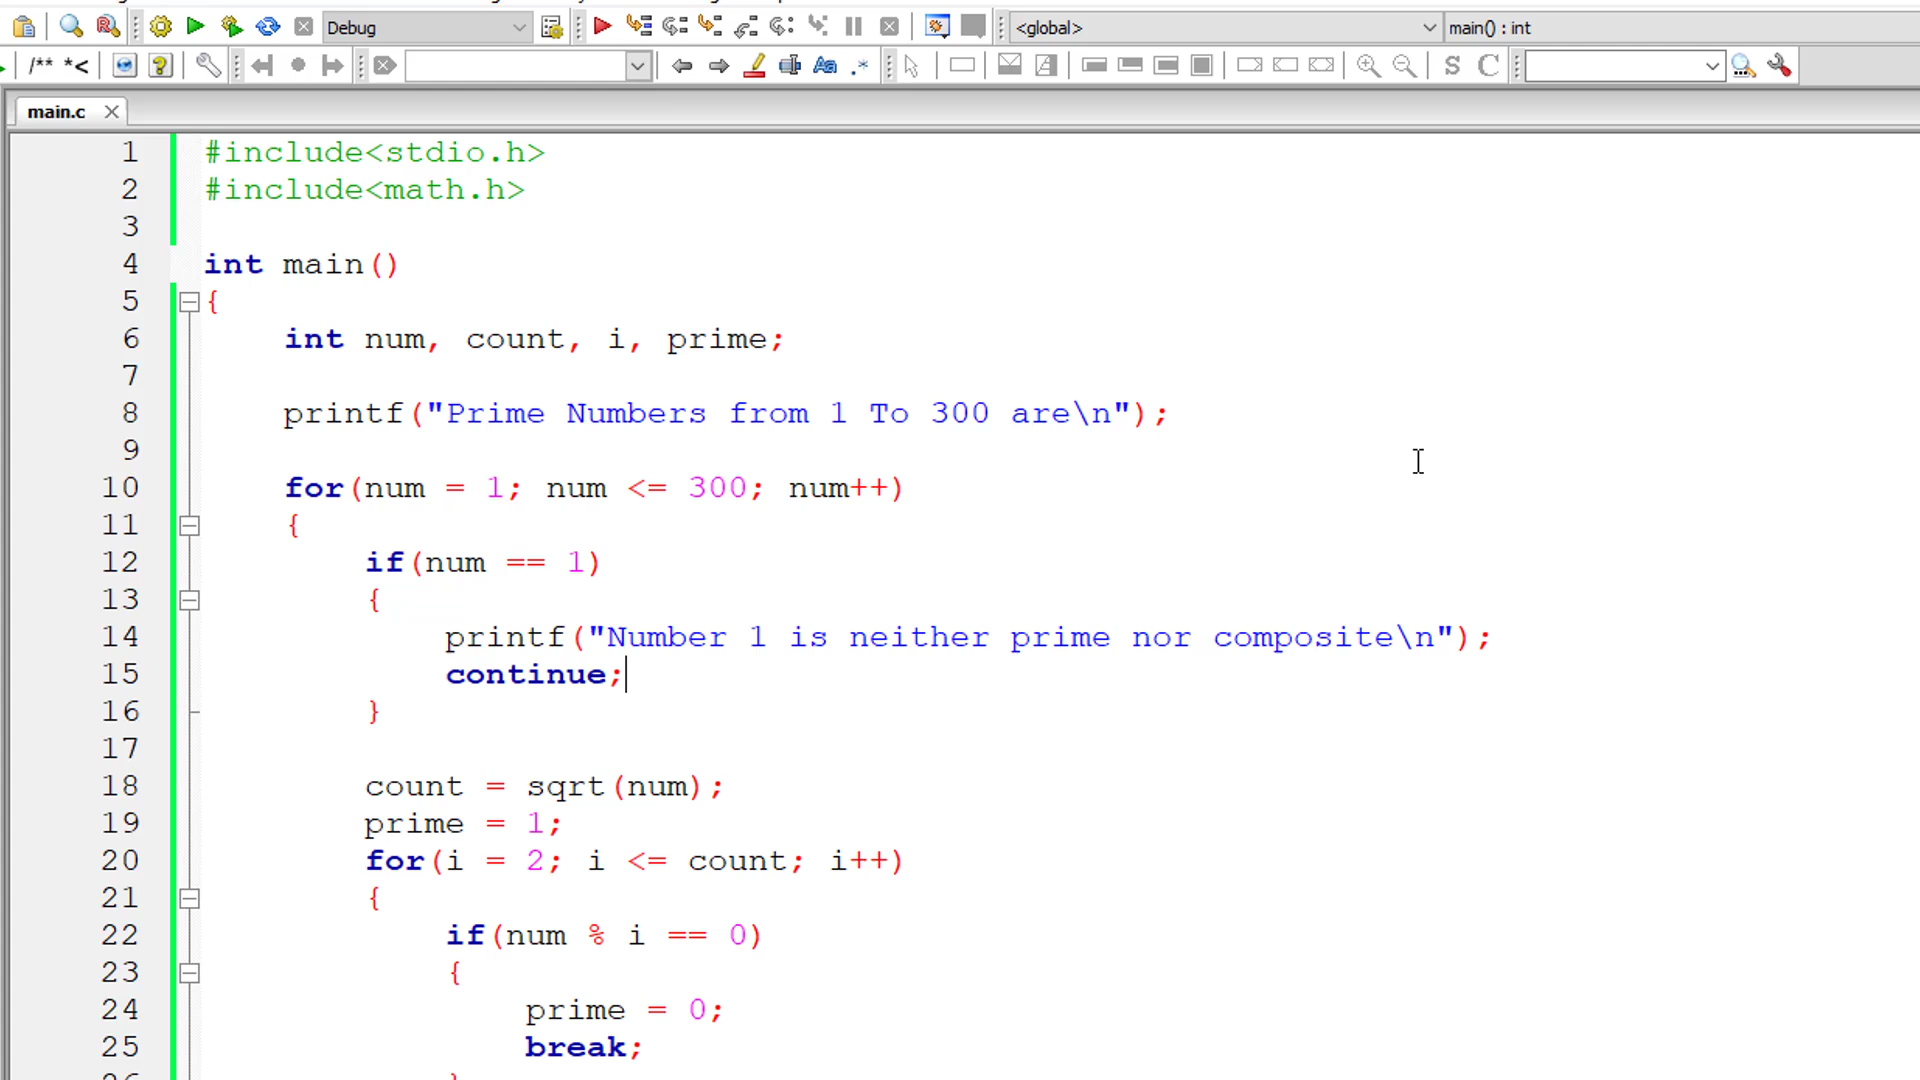 Debug
<global>
main() : int
/** *<
Aa .*
S C
main.c
1 #include<stdio.h>
2 #include<math.h>
3
4 int main()
5 {
6 int num, count, i, prime;
7
8 printf("Prime Numbers from 1 To 300 are\n");
9
10 for(num = 1; num <= 300; num++)
11 {
12 if(num == 1)
13 {
14 printf("Number 1 is neither prime nor composite\n");
15 continue;
16 }
17
18 count = sqrt(num);
19 prime = 1;
20 for(i = 2; i <= count; i++)
21 {
22 if(num % i == 0)
23 {
24 prime = 0;
25 break;